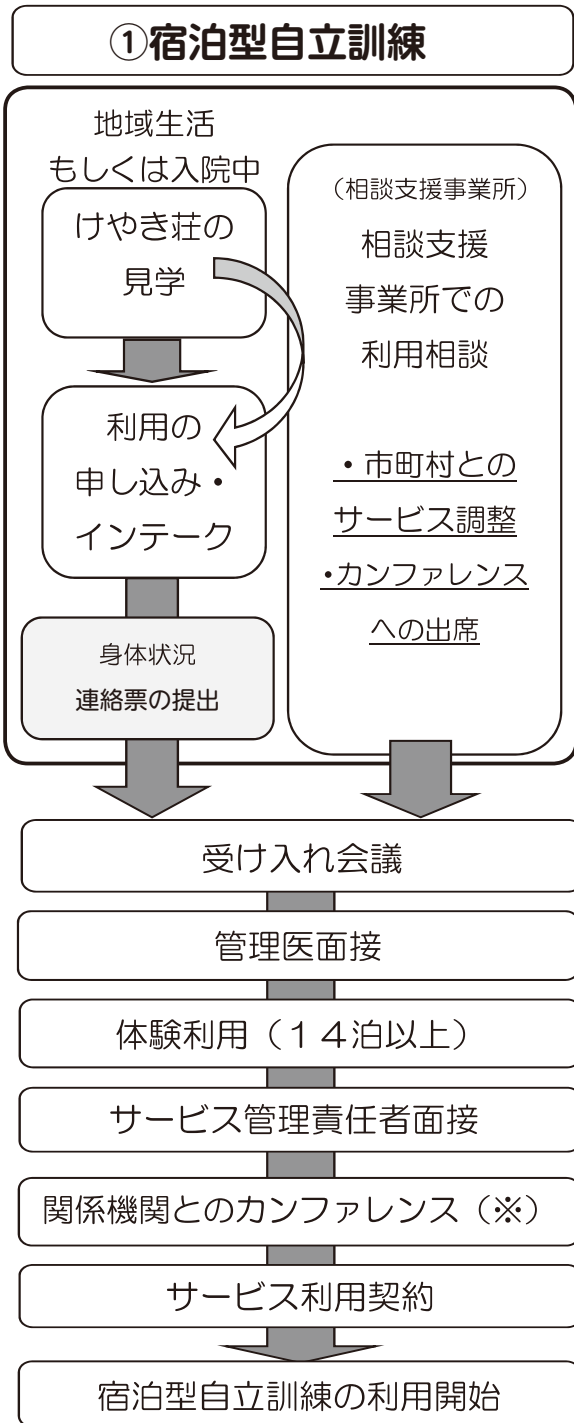 ①宿泊型自立訓練
地域生活
もしくは入院中
けやき荘の
見学
利用の
申し込み・
インテーク
身体状況
連絡票の提出
（相談支援事業所）
相談支援
事業所での
利用相談
・市町村との
サービス調整
・カンファレンス
への出席
受け入れ会議
管理医面接
体験利用（１４泊以上）
サービス管理責任者面接
関係機関とのカンファレンス（※）
サービス利用契約
宿泊型自立訓練の利用開始